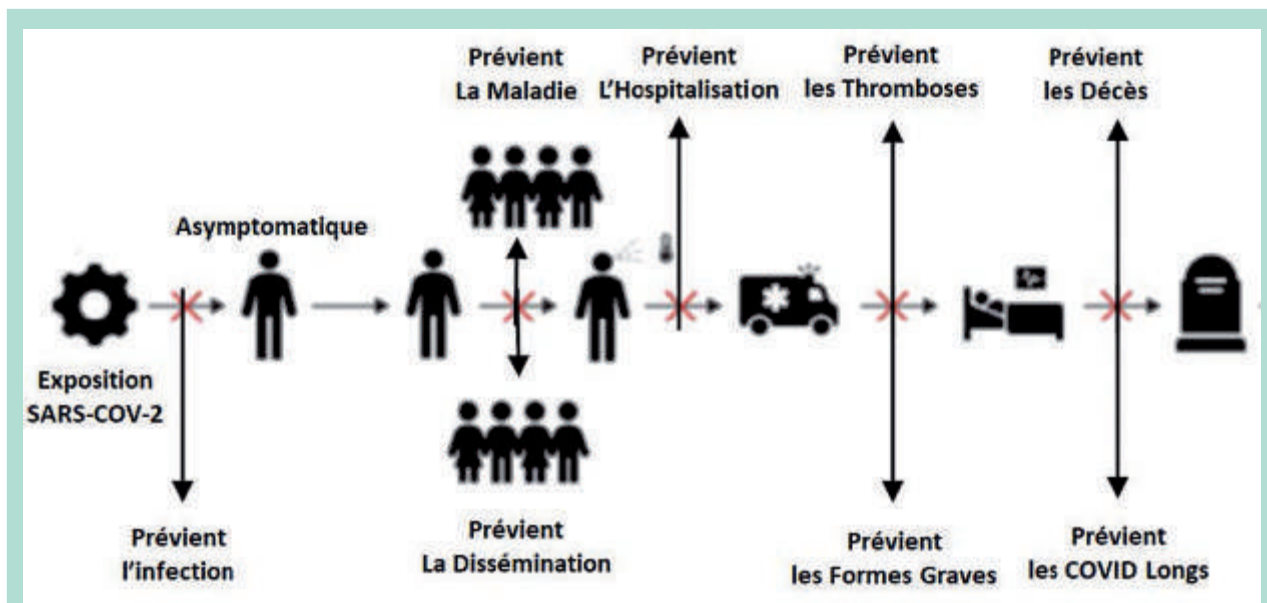 Prévient
La Maladie
Prévient
L'Hospitalisation
Prévient
les Thromboses
Prévient
les Décès
Asymptomatique
Exposition
SARS-COV-2
Prévient
l'infection
Prévient
La Dissémination
Prévient
les Formes Graves
Prévient
les COVID Longs